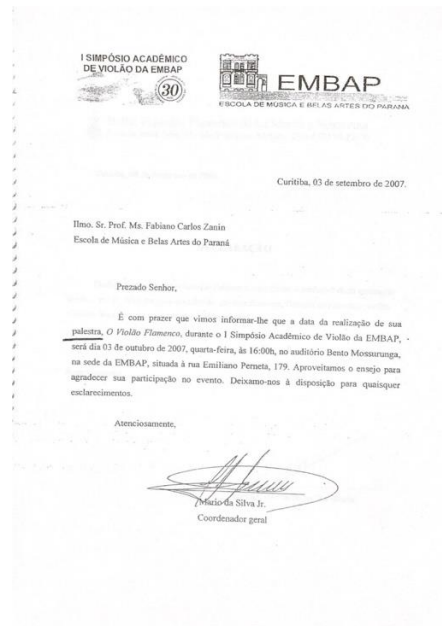 I SIMPÓSIO ACADÊMICO
DE VIOLÃO DA EMBAP
30
EMBAP
ESCOLA DE MÚSICA E BELAS ARTES DO PARANÁ
Curitiba, 03 de setembro de 2007.
Ilmo. Sr. Prof. Ms. Fabiano Carlos Zanin
Escola de Música e Belas Artes do Paraná
Prezado Senhor,
É com prazer que vimos informar-lhe que a data da realização de sua
palestra, O Violão Flamenco, durante o I Simpósio Acadêmico de Violão da EMBAP,
será dia 03 de outubro de 2007, quarta-feira, às 16:00h, no auditório Bento Mossurunga,
na sede da EMBAP, situada à rua Emiliano Perneta, 179. Aproveitamos o ensejo para
agradecer sua participação no evento. Deixamo-nos à disposição para quaisquer
esclarecimentos.
Atenciosamente,
Mario da Silva Jr.
Coordenador geral